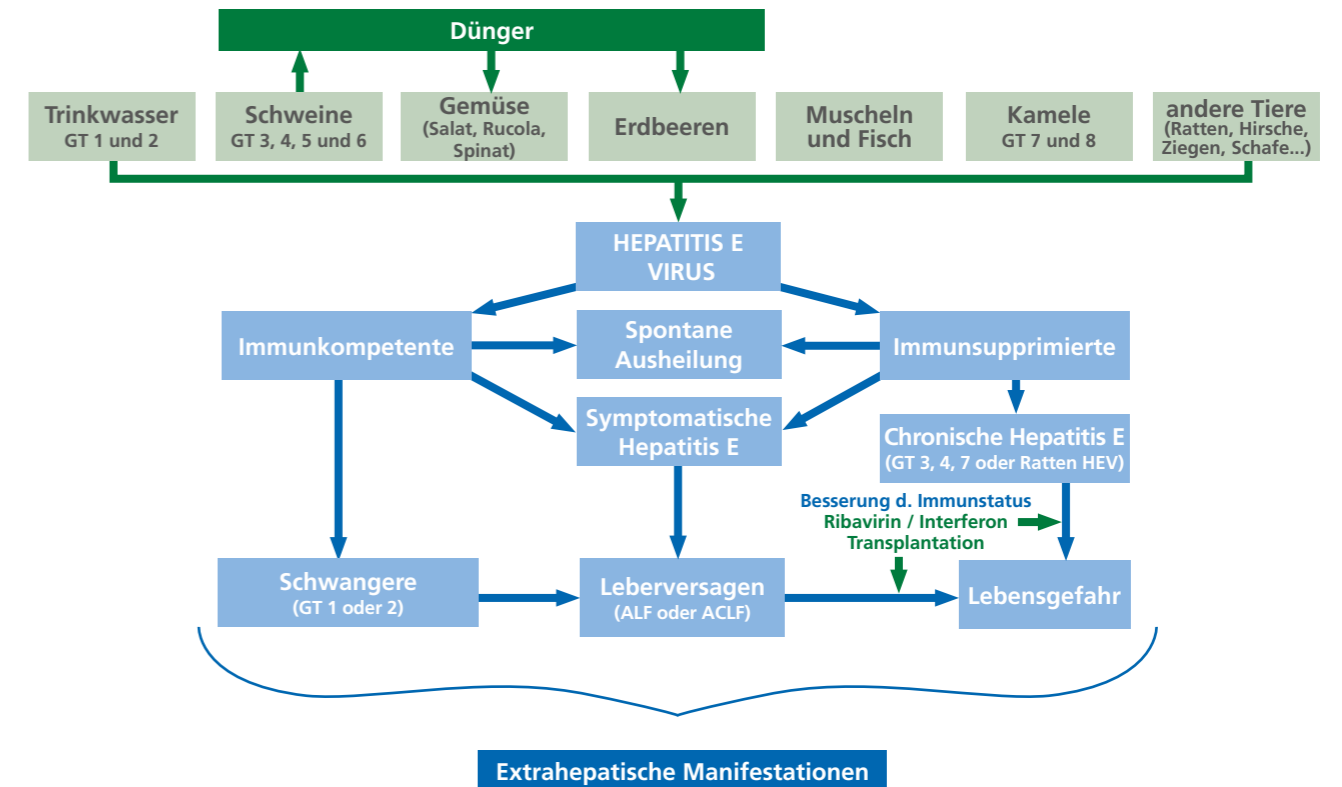 Dünger
Trinkwasser
GT 1 und 2
Schweine
GT 3, 4, 5 und 6
Gemüse
(Salat, Rucola,
Spinat)
Erdbeeren
Muscheln
und Fisch
Kamele
GT 7 und 8
andere Tiere
(Ratten, Hirsche,
Ziegen, Schafe...)
HEPATITIS E
VIRUS
Immunkompetente
Spontane
Ausheilung
Immunsupprimierte
Symptomatische
Hepatitis E
Chronische Hepatitis E
(GT 3, 4, 7 oder Ratten HEV)
Besserung d. Immunstatus
Ribavirin / Interferon
Transplantation
Schwangere
(GT 1 oder 2)
Leberversagen
(ALF oder ACLF)
Lebensgefahr
Extrahepatische Manifestationen